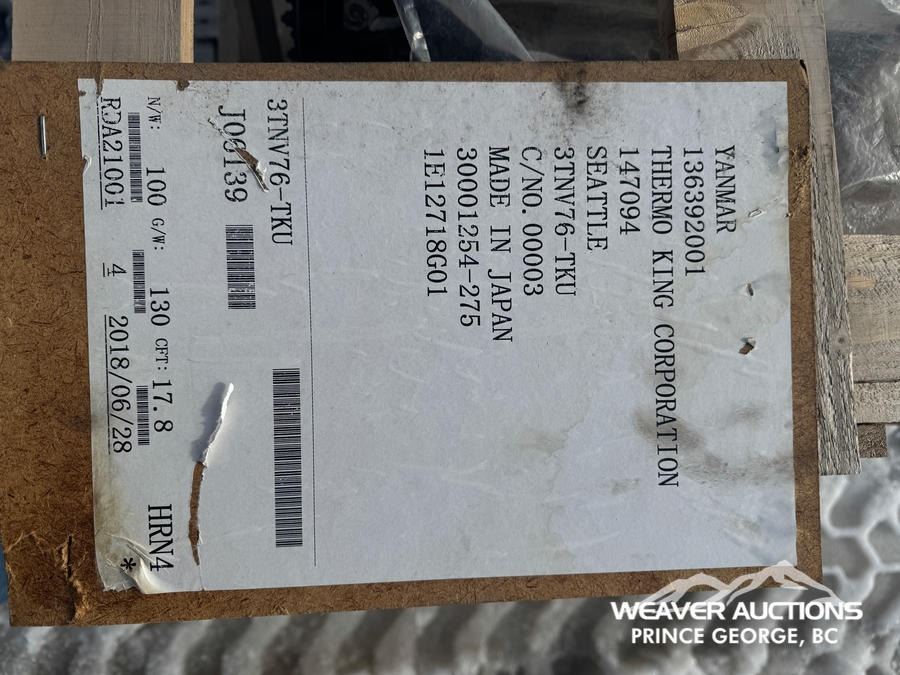 YANMAR
136392001
THERMO KING CORPORATION
147094
SEATTLE
3TNV76-TKU
C/NO. 00003
MADE IN JAPAN
30001254-275
1E12718G01
3TNV76-TKU
N/W: 100 G/W: 130 CFT: 17.8 HRN4
4 2018/06/28 *
WEAVER AUCTIONS
PRINCE GEORGE, BC